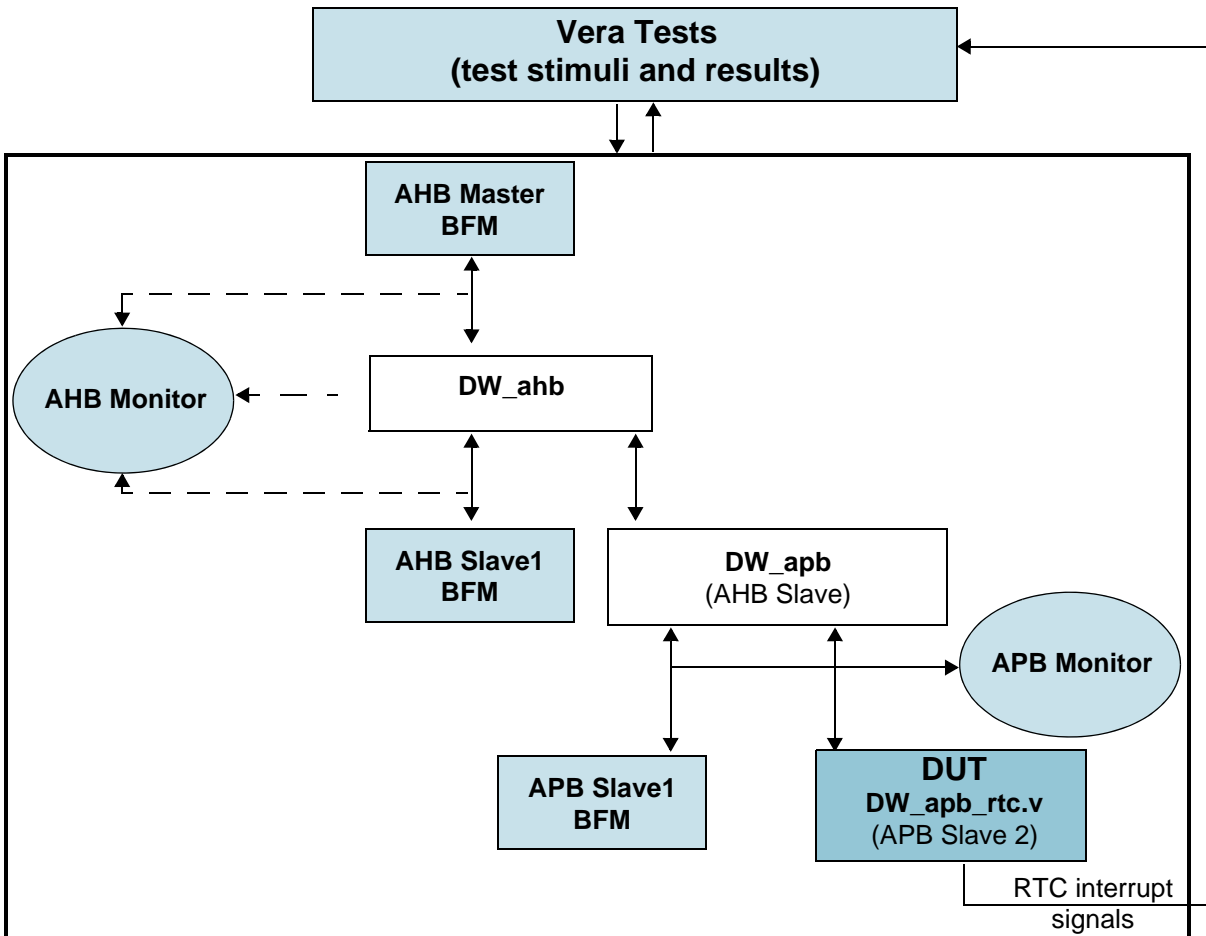 Vera Tests
(test stimuli and results)
AHB Master
BFM
AHB Monitor
DW_ahb
AHB Slave1
BFM
DW_apb
(AHB Slave)
APB Monitor
APB Slave1
BFM
DUT
DW_apb_rtc.v
(APB Slave 2)
RTC interrupt
signals